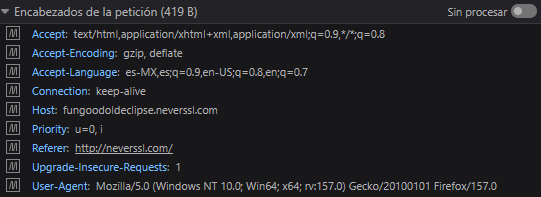 Encabezados de la petición (419 B)
Sin procesar
Accept: text/html,application/xhtml+xml,application/xml;q=0.9,*/*;q=0.8
Accept-Encoding: gzip, deflate
Accept-Language: es-MX,es;q=0.9,en-US;q=0.8,en;q=0.7
Connection: keep-alive
Host: fungoodoldeclipse.neverssl.com
Priority: u=0, i
Referer: http://neverssl.com/
Upgrade-Insecure-Requests: 1
User-Agent: Mozilla/5.0 (Windows NT 10.0; Win64; x64; rv:157.0) Gecko/20100101 Firefox/157.0